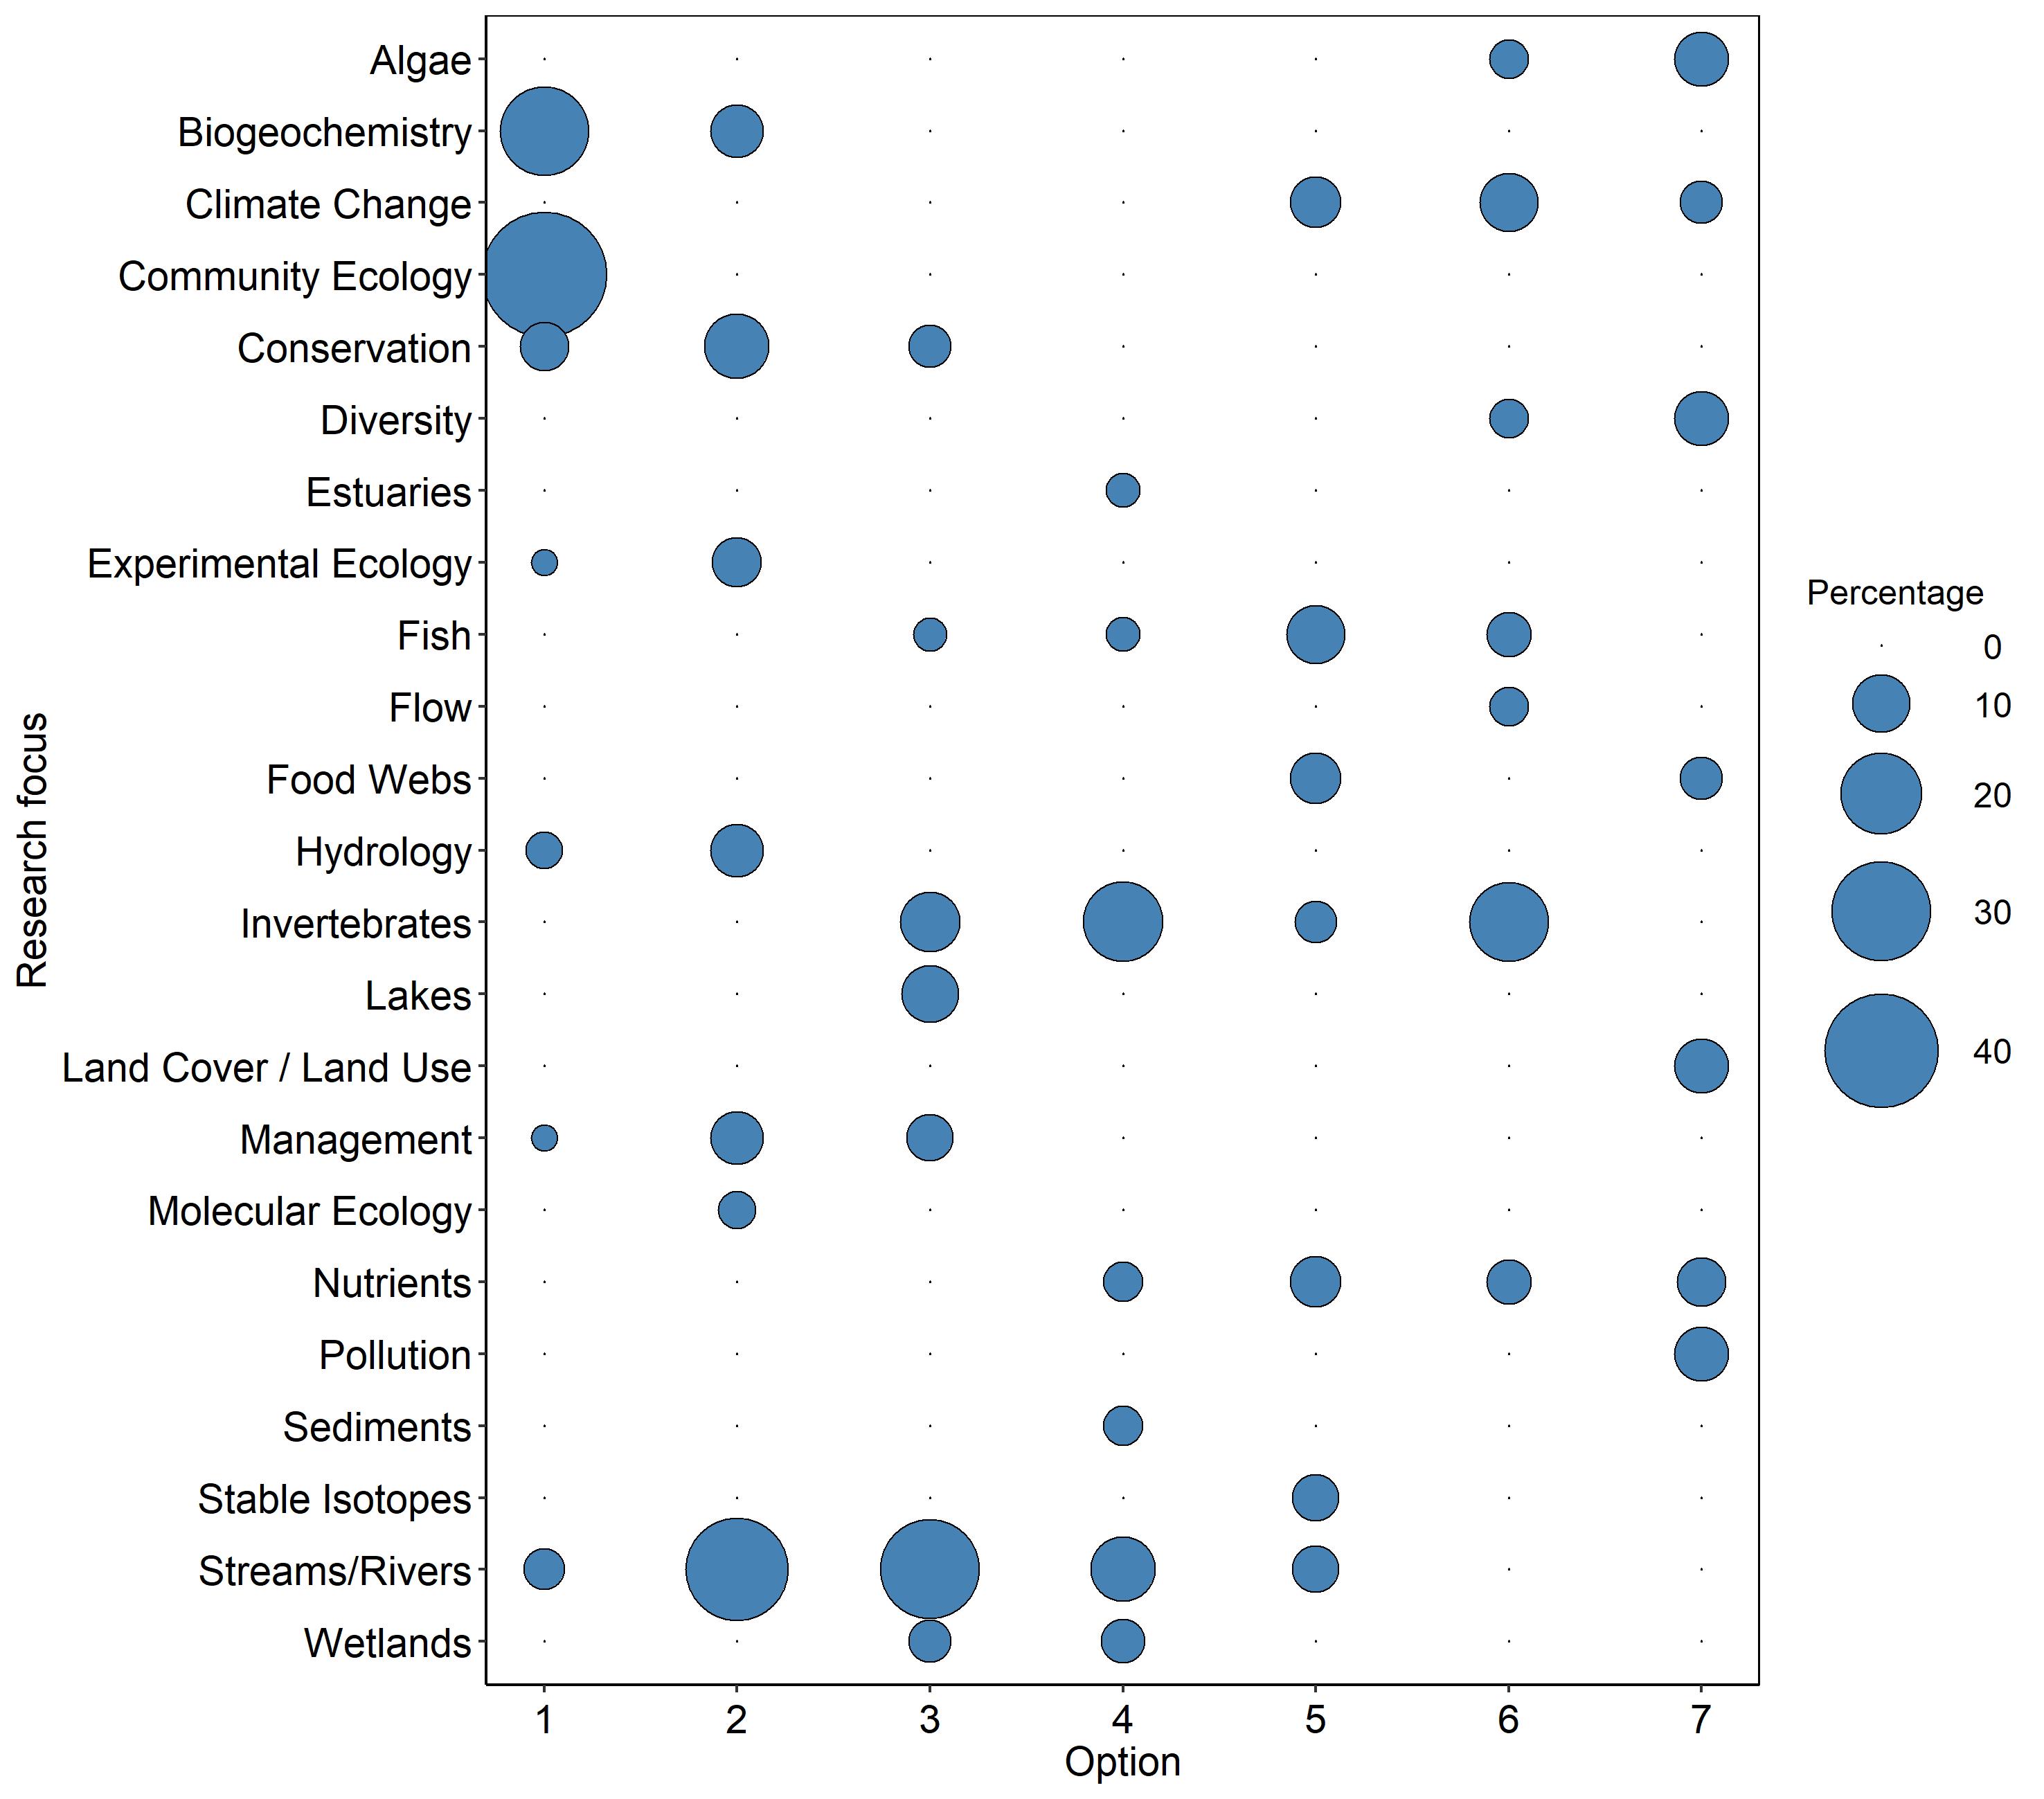 Algae
Biogeochemistry
Climate Change
Community Ecology
Conservation
Diversity
Estuaries
Experimental Ecology
Fish
Flow
Food Webs
Hydrology
Invertebrates
Lakes
Land Cover / Land Use
Management
Molecular Ecology
Nutrients
Pollution
Sediments
Stable Isotopes
Streams/Rivers
Wetlands
Research focus
1 2 3 4 5 6 7
Option
Percentage
0
10
20
30
40